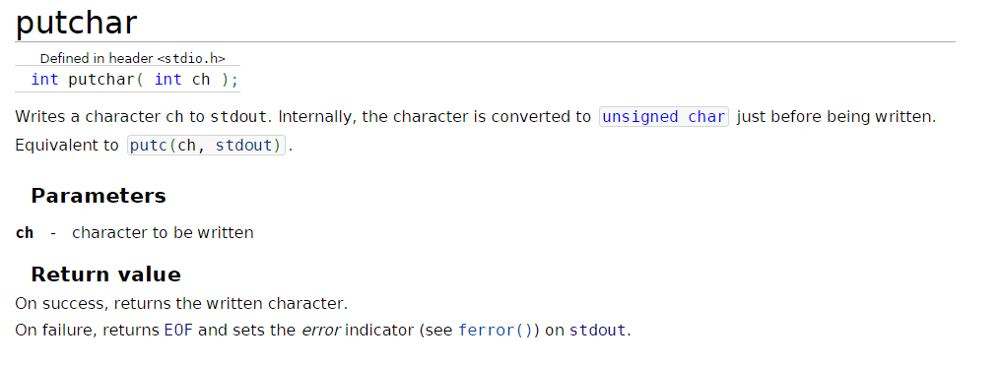 putchar
Defined in header <stdio.h>
int putchar( int ch );
Writes a character ch to stdout. Internally, the character is converted to unsigned char just before being written.
Equivalent to putc(ch, stdout).
Parameters
ch - character to be written
Return value
On success, returns the written character.
On failure, returns EOF and sets the error indicator (see ferror()) on stdout.